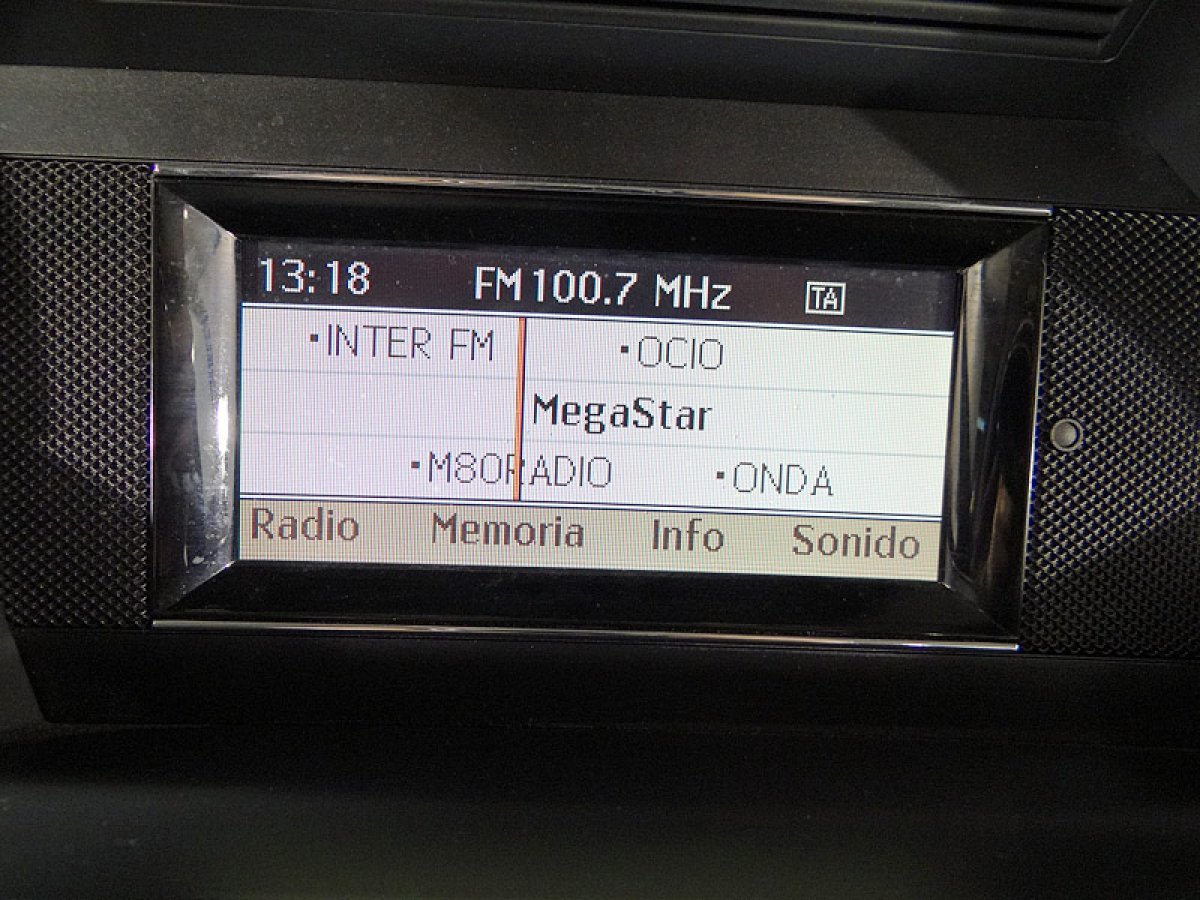 13:18 FM 100.7 MHz TA
·INTER FM ·OCIO
MegaStar
·M80RADIO ·ONDA
Radio Memoria Info Sonido